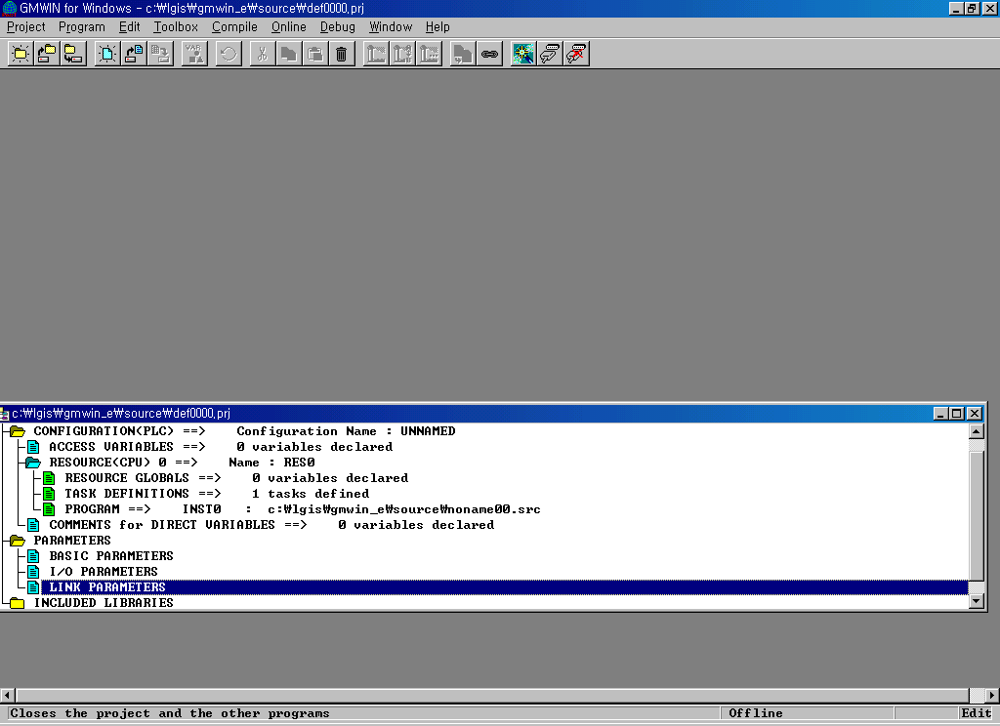 GMWIN for Windows - c:₩lgis₩gmwin_e₩source₩def0000.prj
Project Program Edit Toolbox Compile Online Debug Window Help
VAR
c:₩lgis₩gmwin_e₩source₩def0000.prj
CONFIGURATION(PLC) ==> Configuration Name : UNNAMED
ACCESS VARIABLES ==> 0 variables declared
RESOURCE(CPU) 0 ==> Name : RES0
RESOURCE GLOBALS ==> 0 variables declared
TASK DEFINITIONS ==> 1 tasks defined
PROGRAM ==> INST0 : c:₩lgis₩gmwin_e₩source₩noname00.src
COMMENTS for DIRECT VARIABLES ==> 0 variables declared
PARAMETERS
BASIC PARAMETERS
I/O PARAMETERS
LINK PARAMETERS
INCLUDED LIBRARIES
Closes the project and the other programs Offline Edit